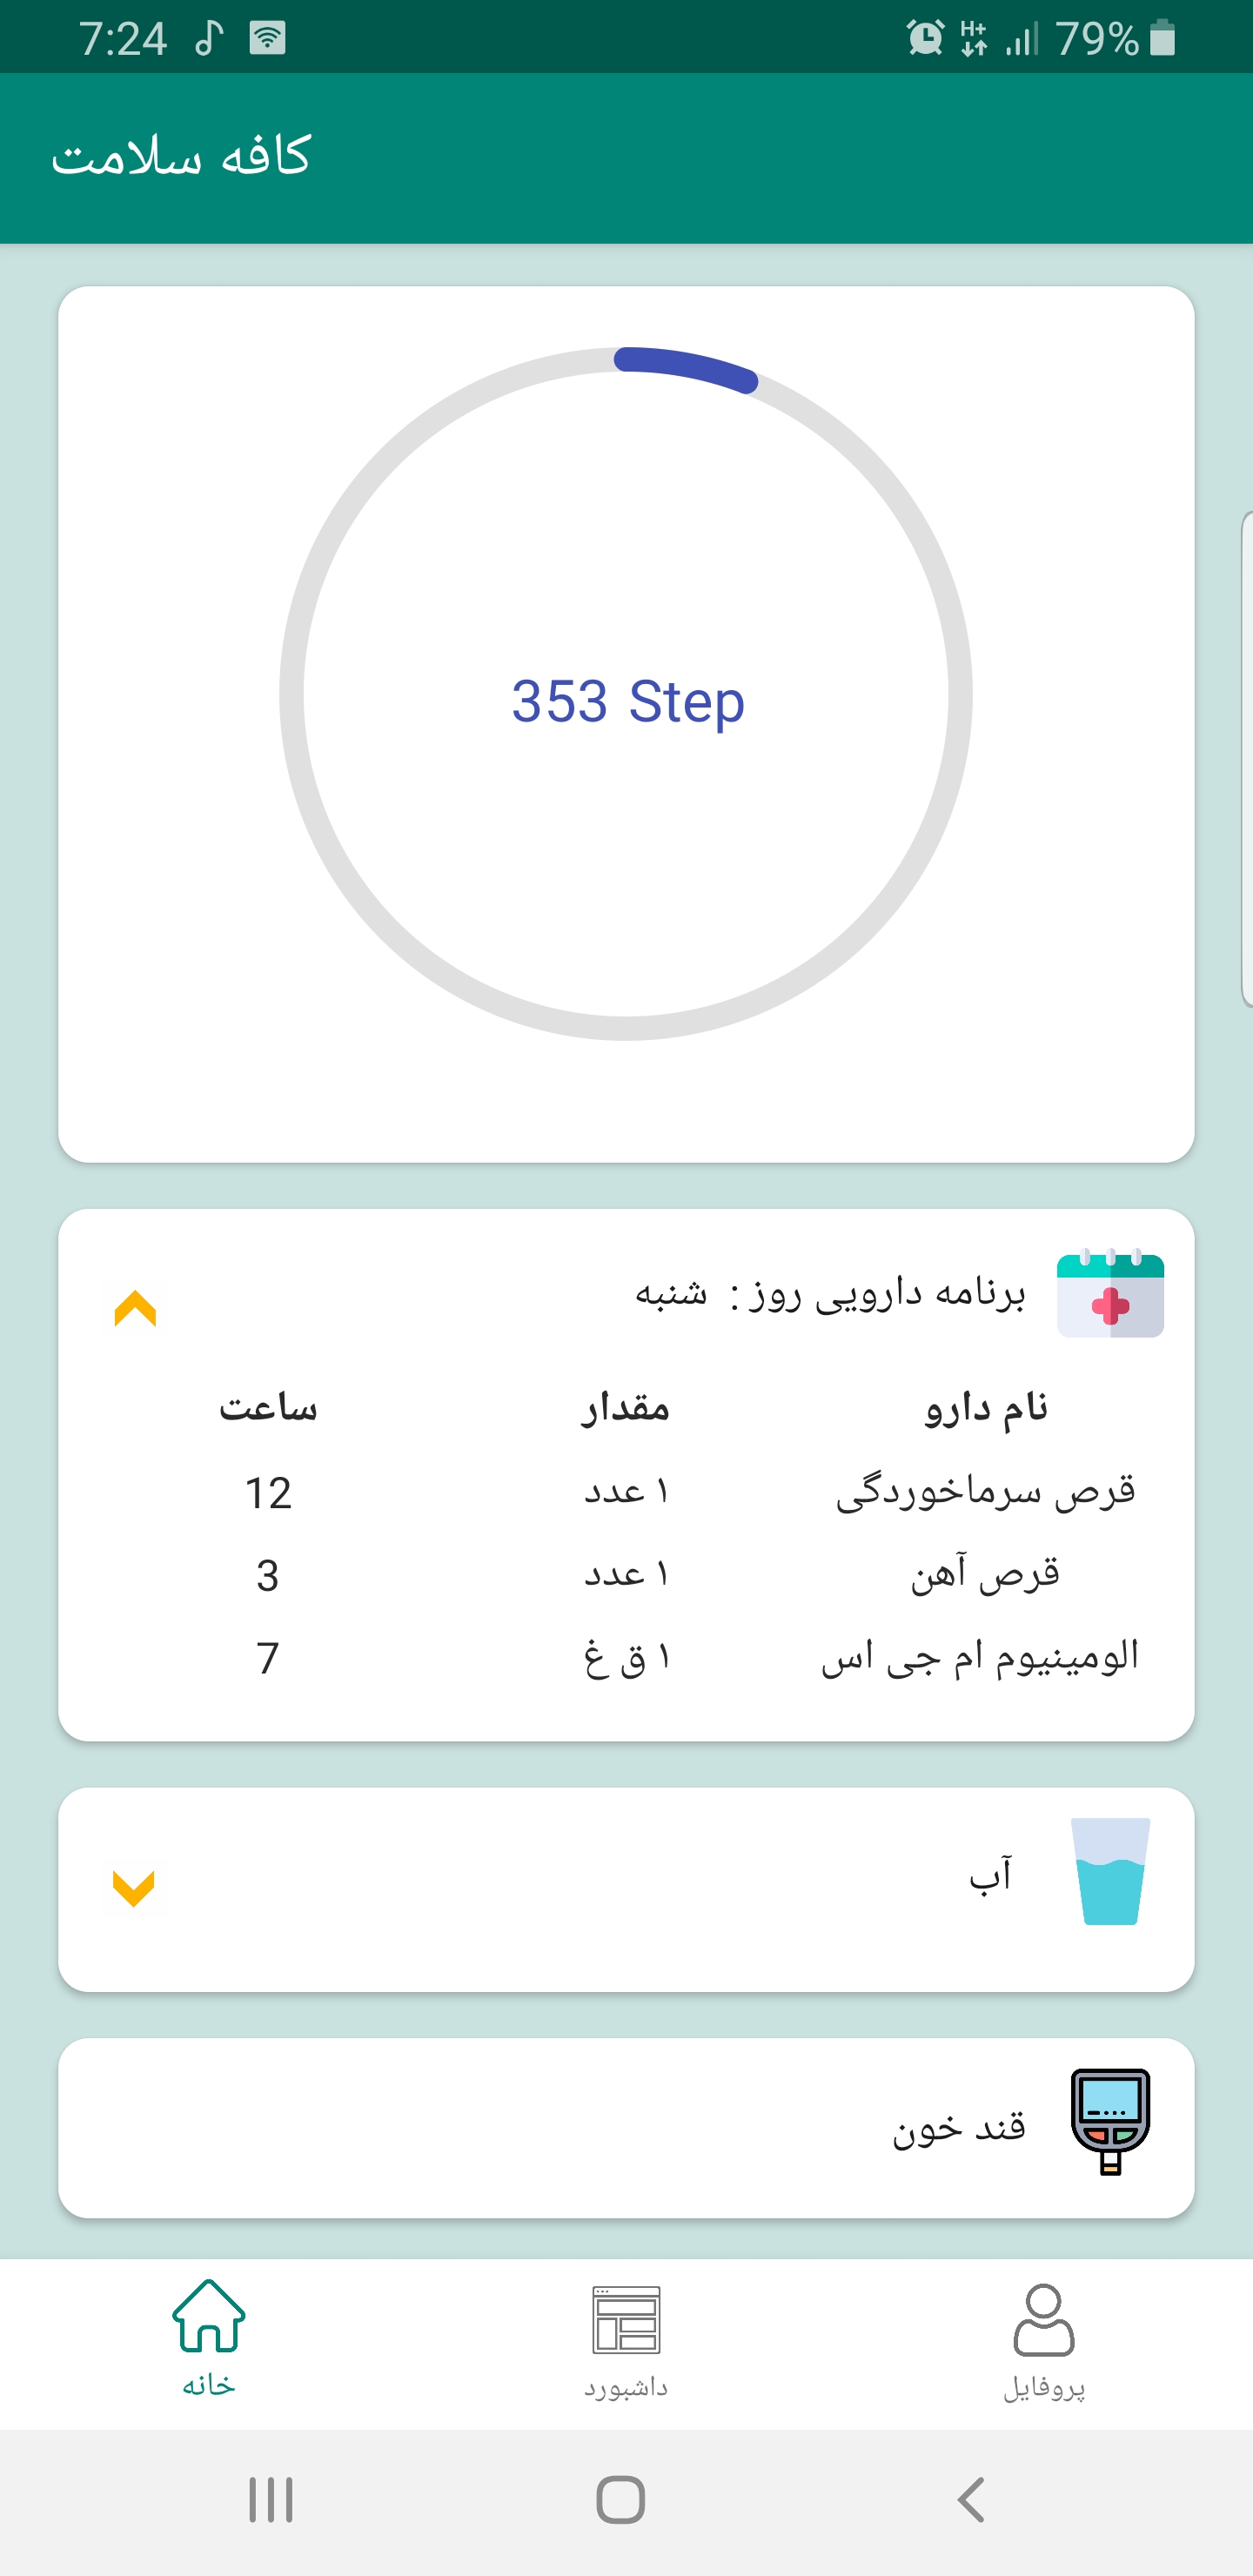 7:24 H+ 79%
کافه سلامت
353 Step
برنامه دارویی روز : شنبه
نام دارو مقدار ساعت
قرص سرماخوردگی ۱ عدد 12
قرص آهن ۱ عدد 3
الومینیوم ام جی اس ۱ ق غ 7
آب
قند خون
پروفایل داشبورد خانه